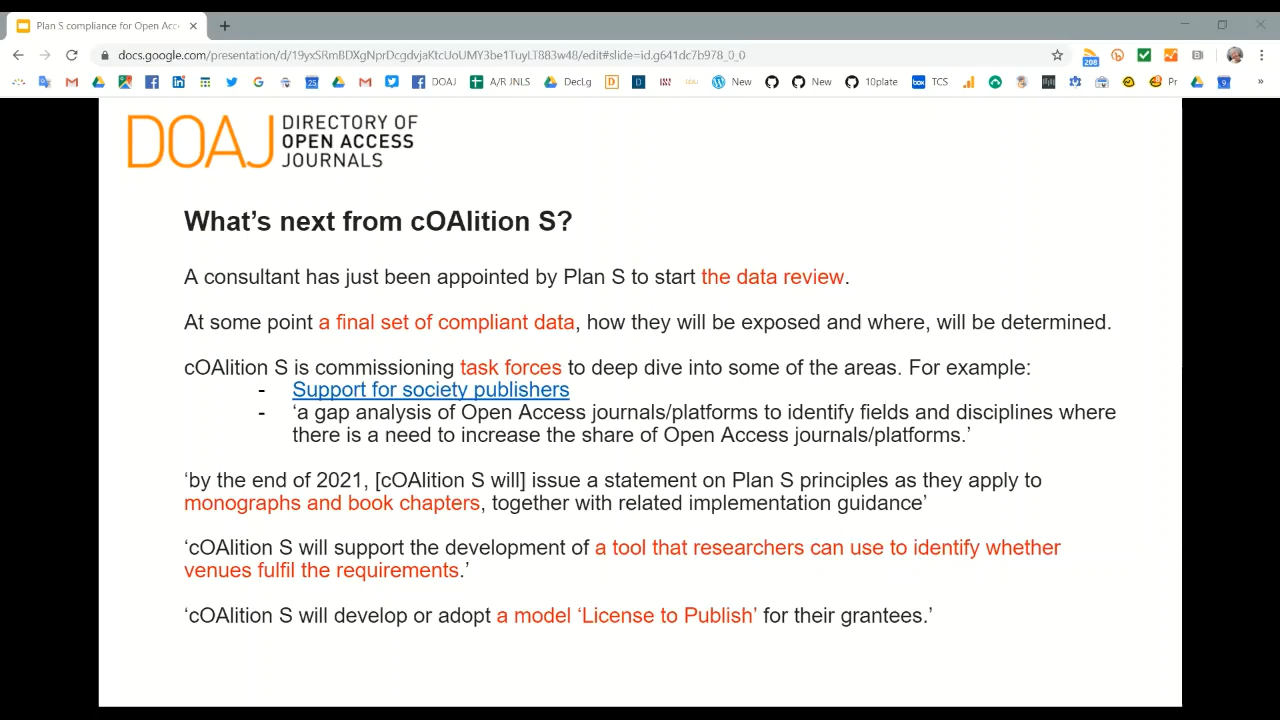 Plan S compliance for Open Acc
docs.google.com/presentation/d/19yxSRmBDXgNprDcgdvjaKtcUoUMY3be1TuyLT883w48/edit#slide=id.g641dc7b978_0_0
208
25
DOAJ
A/R JNLS
DecLg
New
New
10plate
box
TCS
Pr
9
»
DOAJ
DIRECTORY OF
OPEN ACCESS
JOURNALS
What's next from cOAlition S?
A consultant has just been appointed by Plan S to start the data review.
At some point a final set of compliant data, how they will be exposed and where, will be determined.
cOAlition S is commissioning task forces to deep dive into some of the areas. For example:
- Support for society publishers
- ‘a gap analysis of Open Access journals/platforms to identify fields and disciplines where
there is a need to increase the share of Open Access journals/platforms.’
‘by the end of 2021, [cOAlition S will] issue a statement on Plan S principles as they apply to
monographs and book chapters, together with related implementation guidance’
‘cOAlition S will support the development of a tool that researchers can use to identify whether
venues fulfil the requirements.’
‘cOAlition S will develop or adopt a model ‘License to Publish’ for their grantees.’